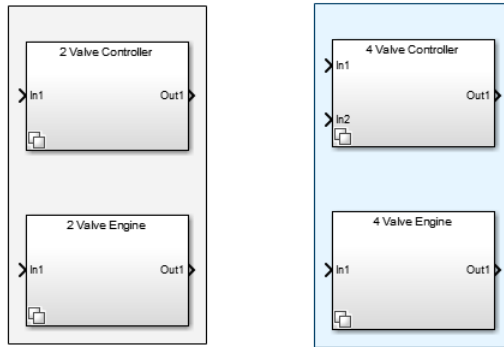 2 Valve Controller
In1
Out1
2 Valve Engine
In1
Out1
4 Valve Controller
In1
Out1
In2
4 Valve Engine
In1
Out1